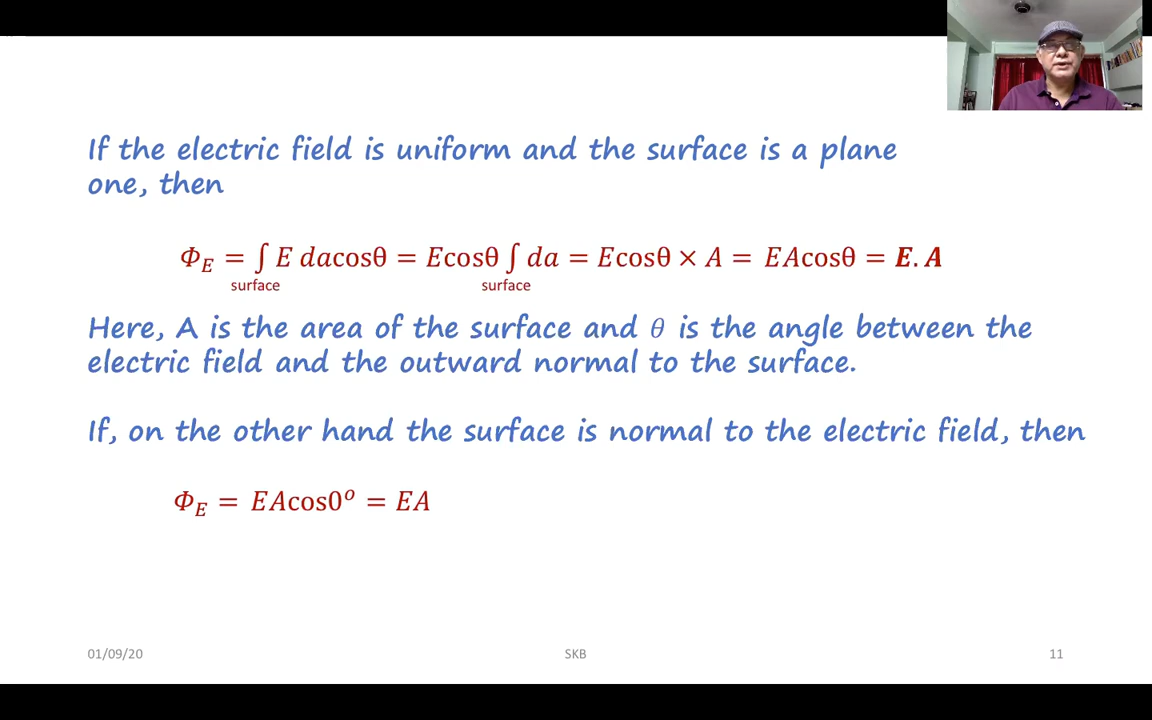 If the electric field is uniform and the surface is a plane
one, then
Φ_E = ∫ E dacosθ = Ecosθ ∫ da = Ecosθ × A = EAcosθ = E. A
surface surface
Here, A is the area of the surface and θ is the angle between the
electric field and the outward normal to the surface.
If, on the other hand the surface is normal to the electric field, then
Φ_E = EAcos0º = EA
01/09/20 SKB 11